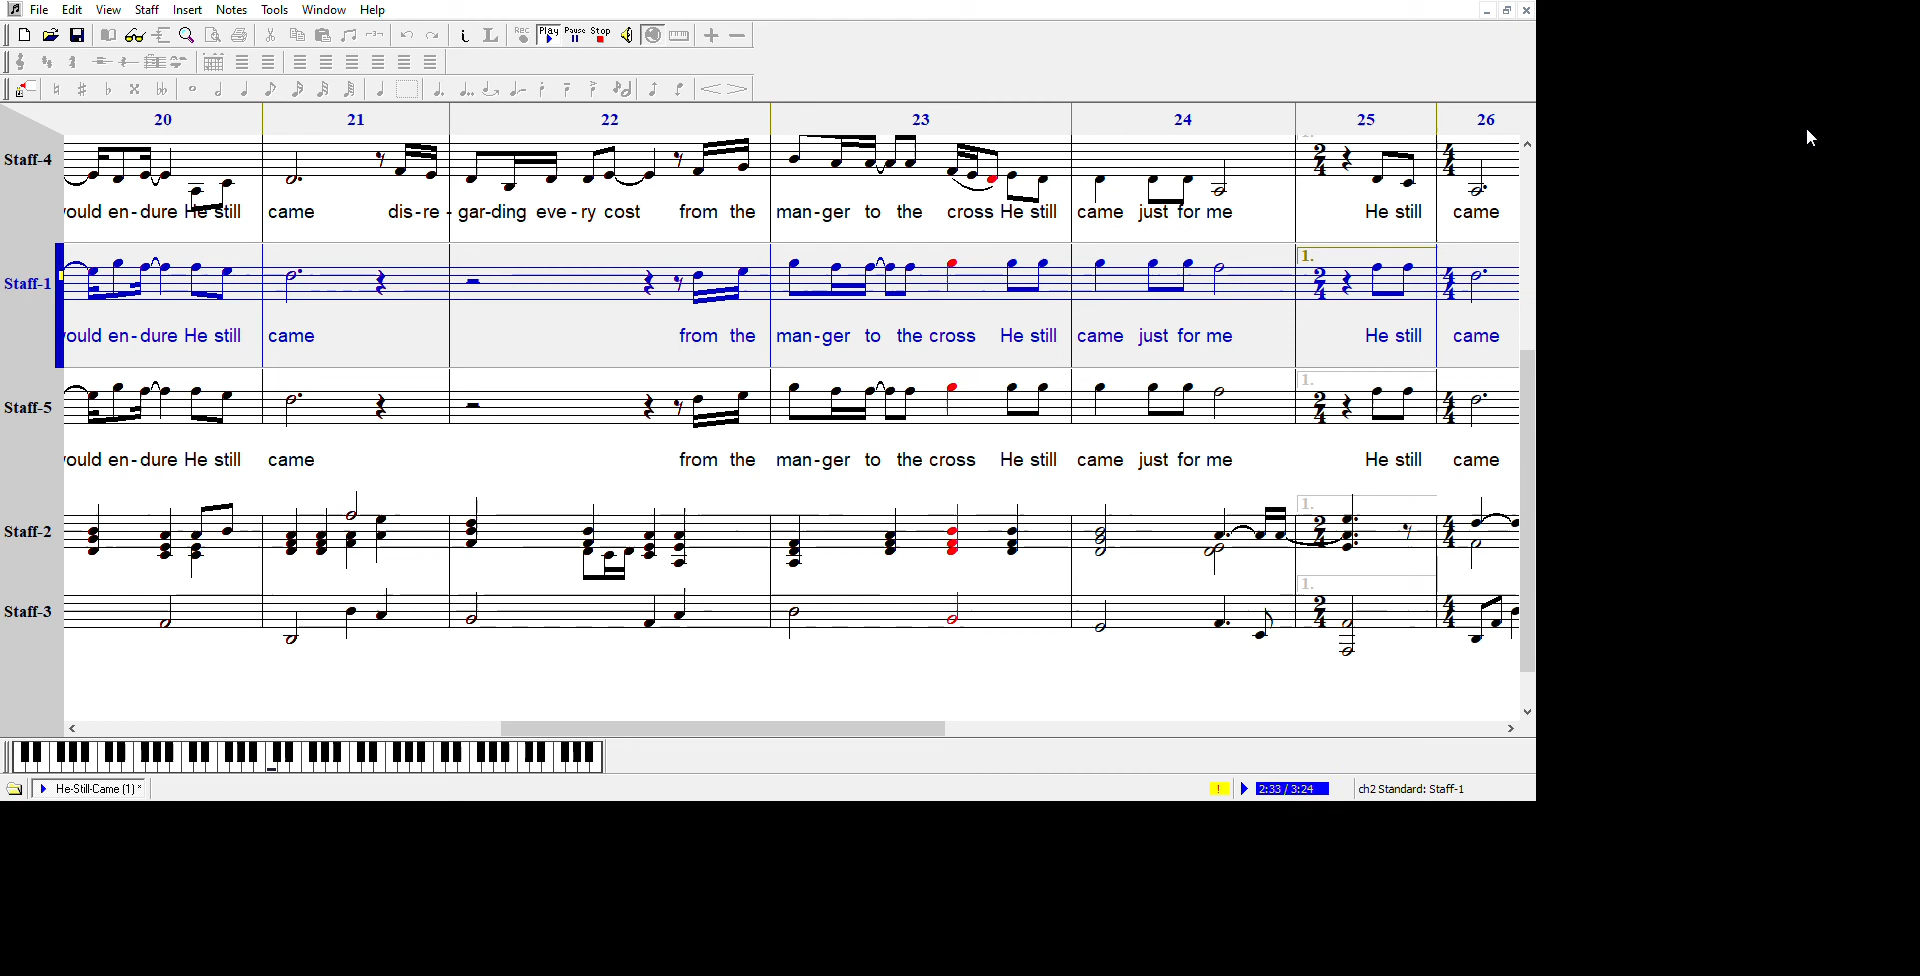 File Edit View Staff Insert Notes Tools Window Help
Rec Play Pause Stop
20 21 22 23 24 25 26
Staff-4
ould en-dure He still came dis-re-gar-ding eve-ry cost from the man-ger to the cross He still came just for me He still came
Staff-1
1.
ould en-dure He still came from the man-ger to the cross He still came just for me He still came
Staff-5
1.
ould en-dure He still came from the man-ger to the cross He still came just for me He still came
Staff-2
1.
Staff-3
1.
He-Still-Came (1) *
! 2:33 / 3:24 ch2 Standard: Staff-1